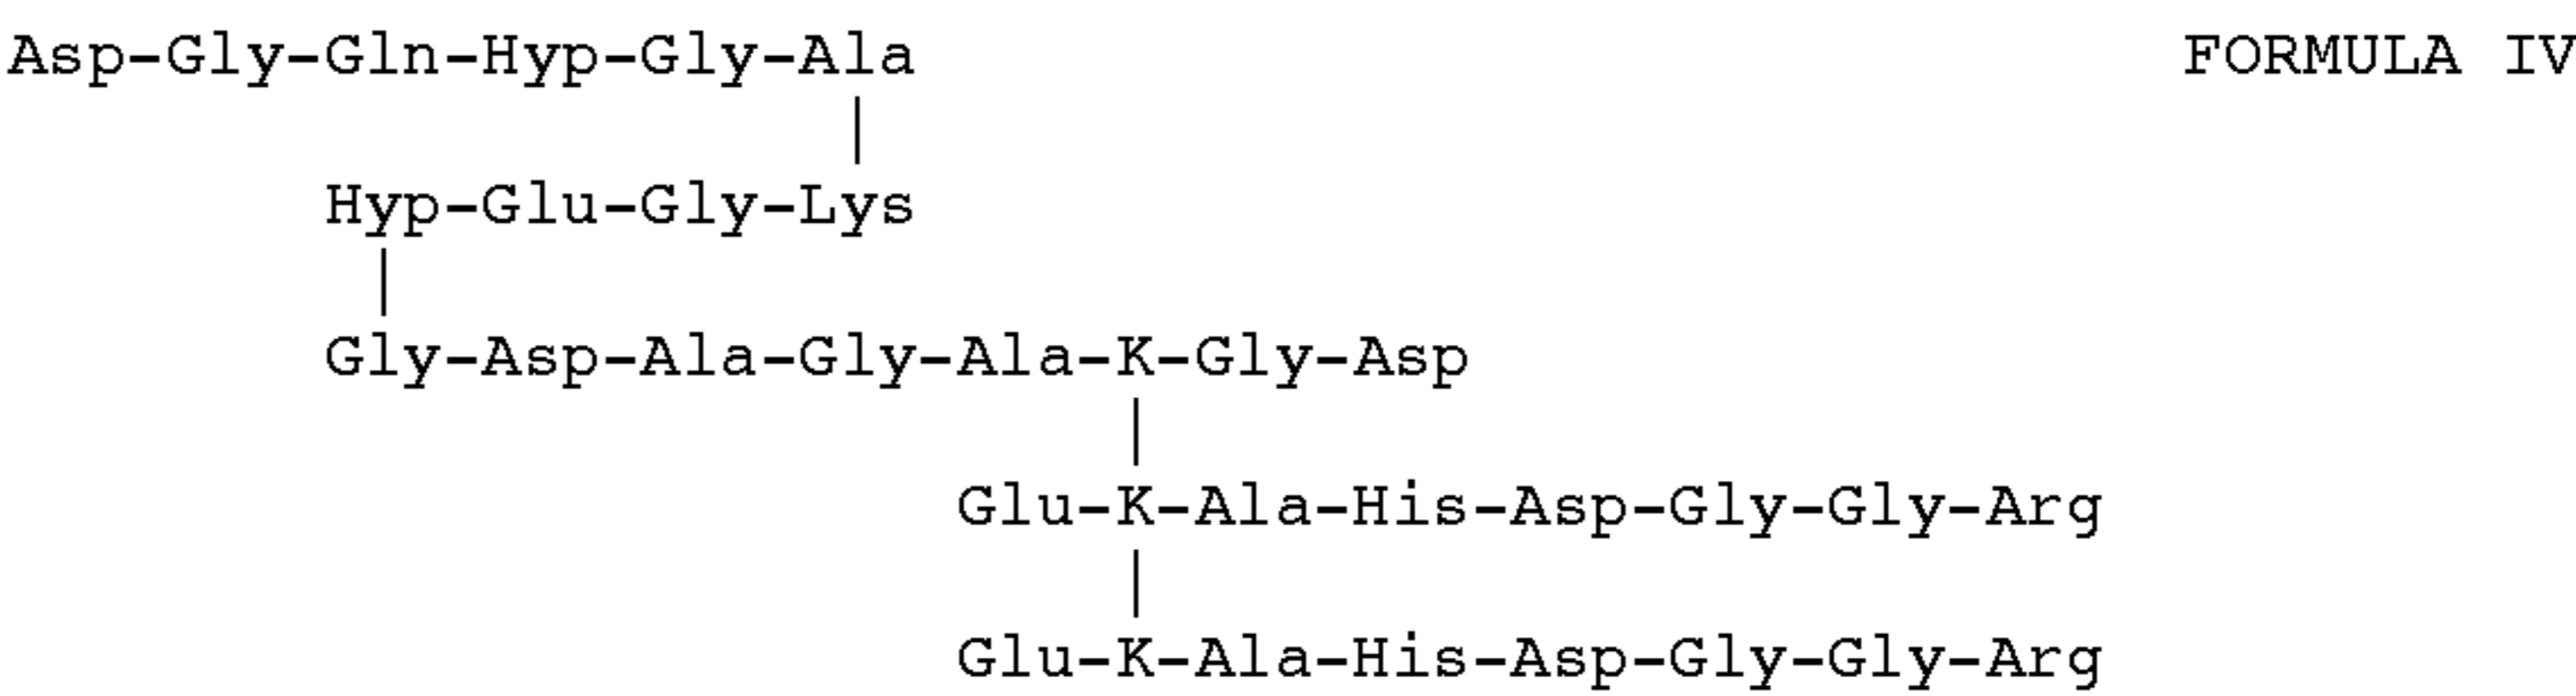 Asp-Gly-Gln-Hyp-Gly-Ala FORMULA IV
Hyp-Glu-Gly-Lys
Gly-Asp-Ala-Gly-Ala-K-Gly-Asp
Glu-K-Ala-His-Asp-Gly-Gly-Arg
Glu-K-Ala-His-Asp-Gly-Gly-Arg